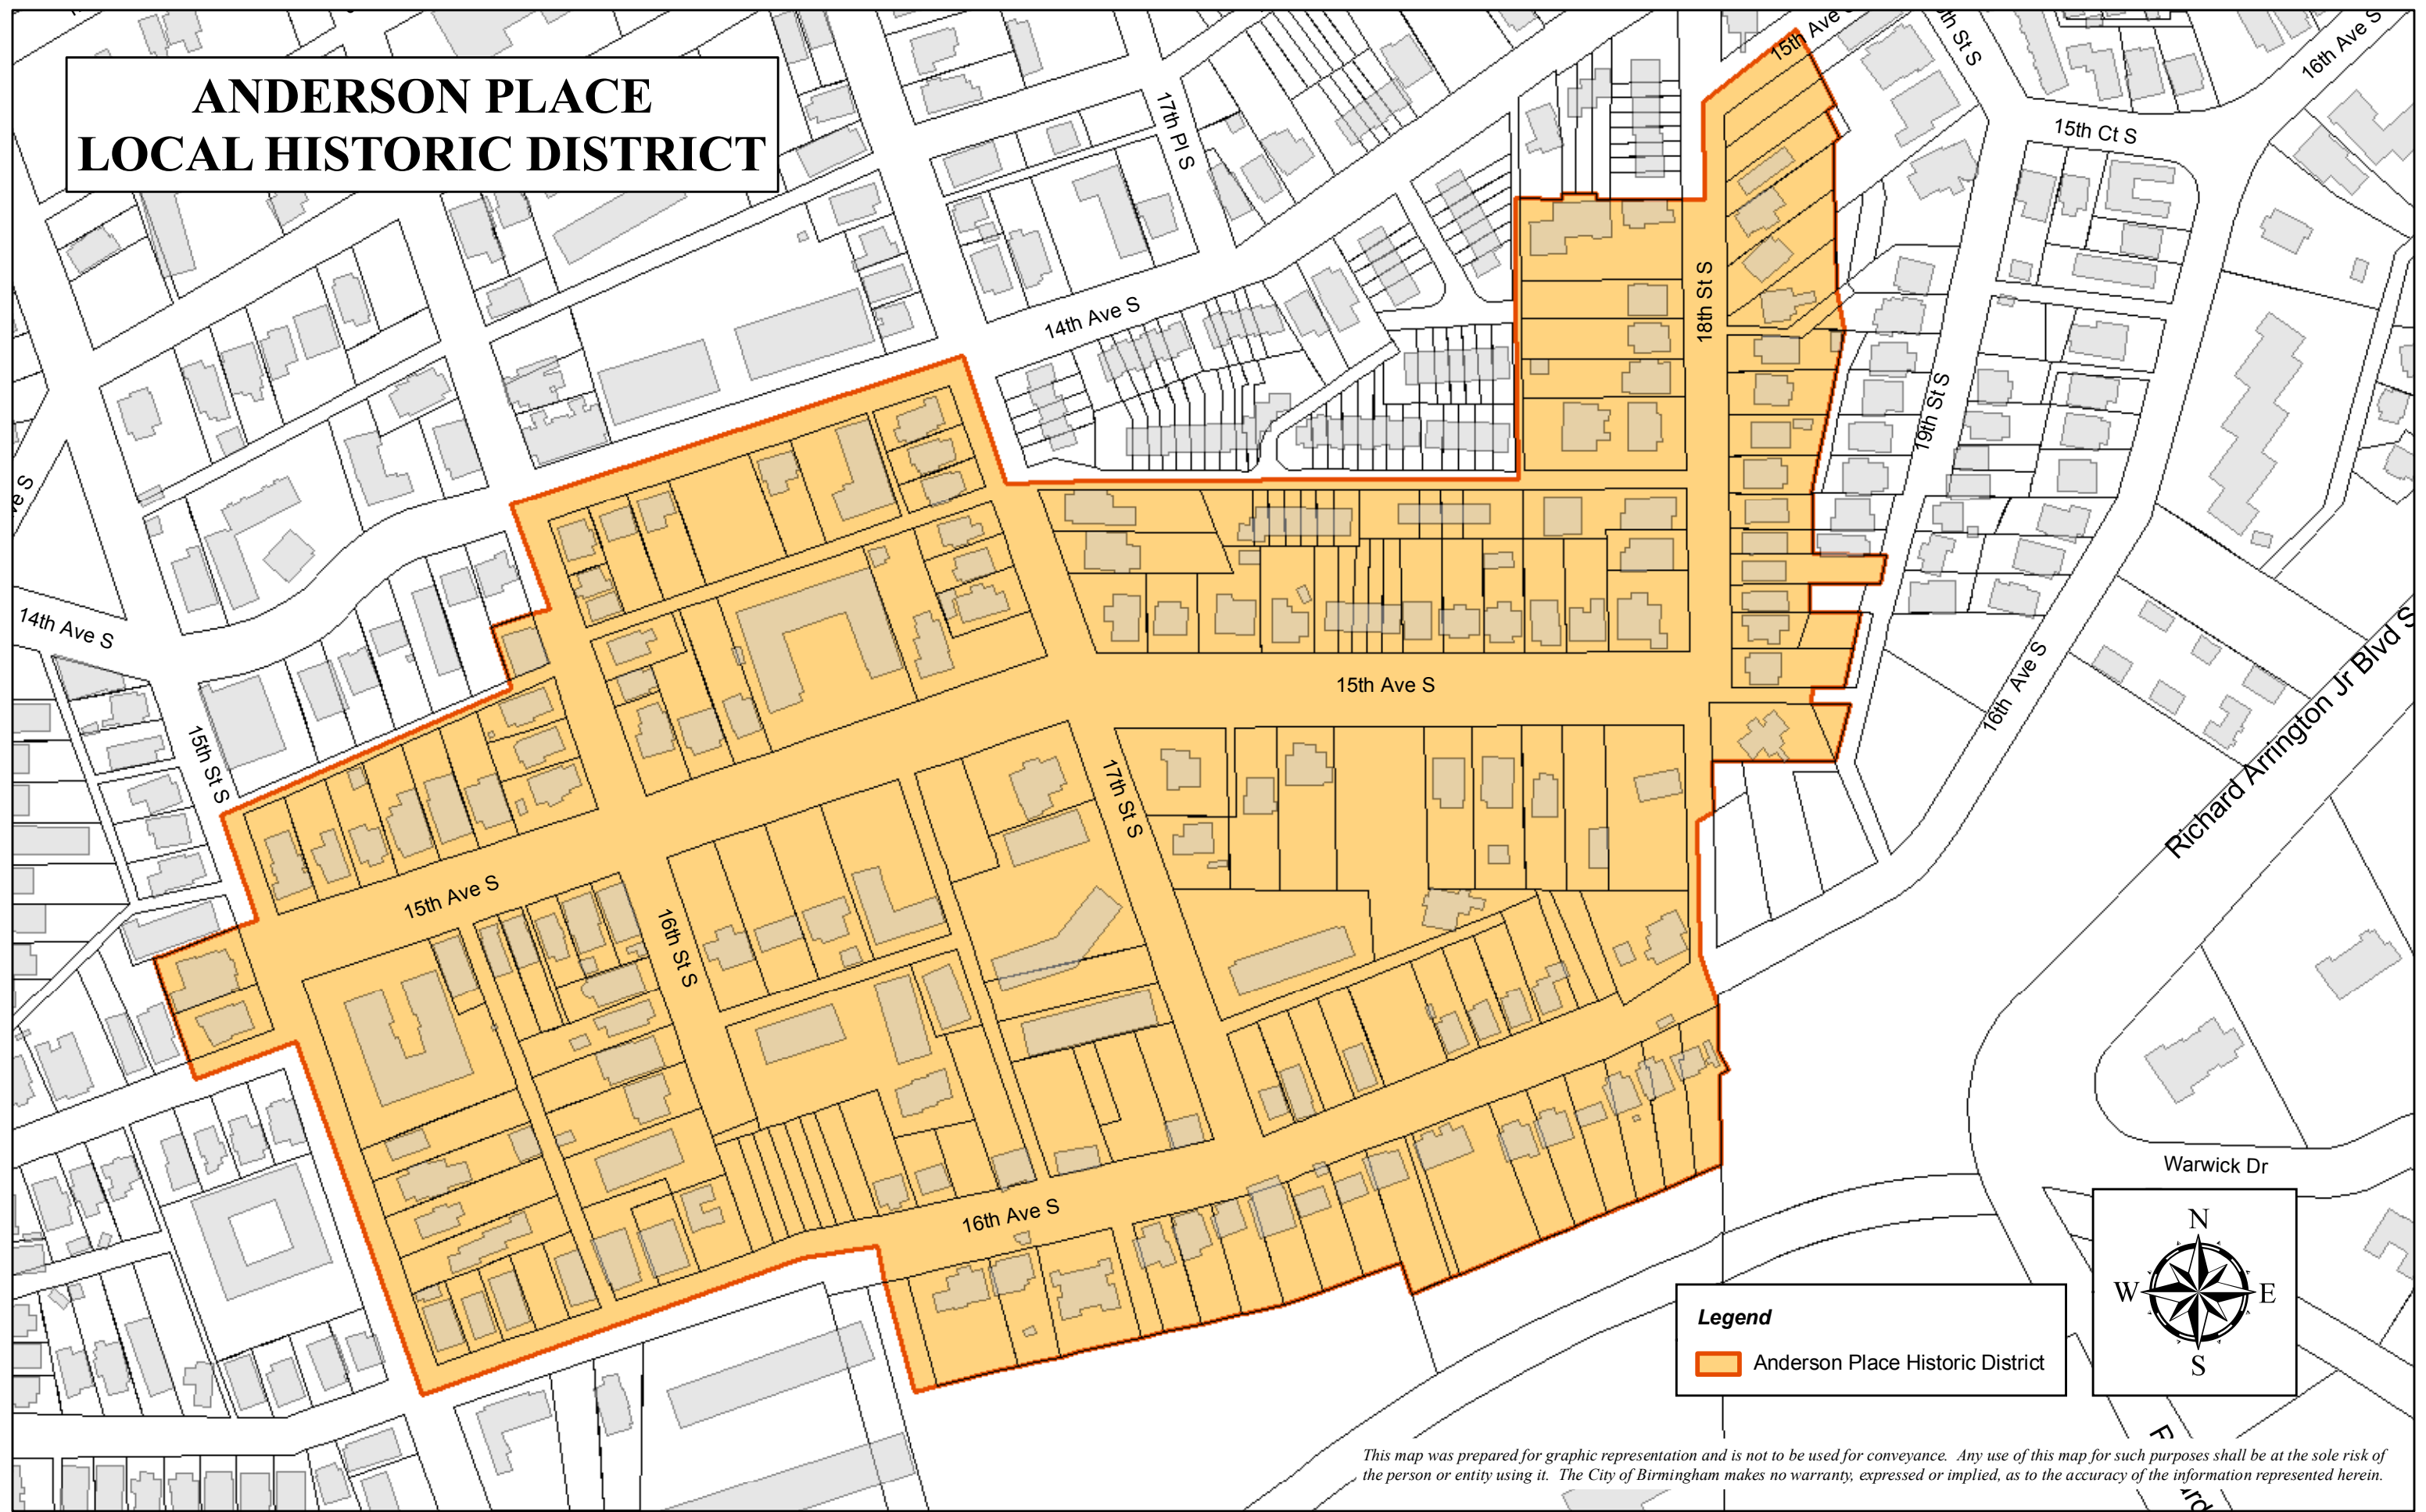 15th Ave S
16th Ave S
ANDERSON PLACE
LOCAL HISTORIC DISTRICT
17th Pl S
15th Ct S
14th Ave S
18th St S
19th St S
14th Ave S
15th Ave S
16th Ave S
Richard Arrington Jr Blvd S
15th St S
17th St S
15th Ave S
16th St S
Warwick Dr
16th Ave S
N
W E
S
Legend
Anderson Place Historic District
This map was prepared for graphic representation and is not to be used for conveyance. Any use of this map for such purposes shall be at the sole risk of
the person or entity using it. The City of Birmingham makes no warranty, expressed or implied, as to the accuracy of the information represented herein.